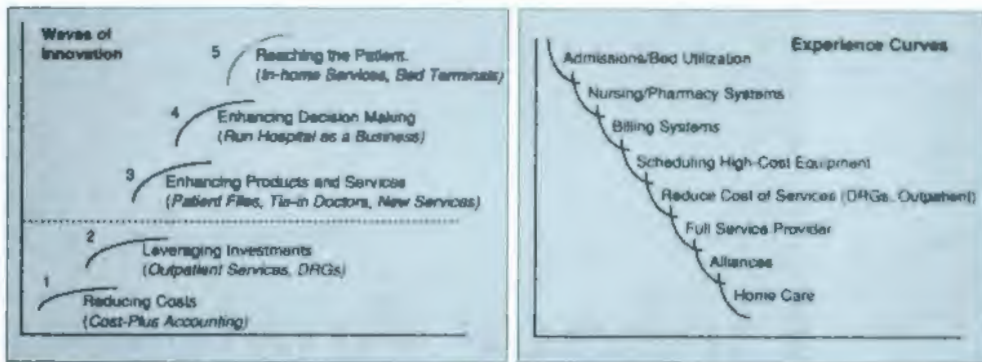 Waves of
Innovation
5
Reaching the Patient
(In-home Services, Bed Terminals)
4
Enhancing Decision Making
(Run Hospital as a Business)
3
Enhancing Products and Services
(Patient Files, Tie-in Doctors, New Services)
2
Leveraging Investments
(Outpatient Services, DRGs)
1
Reducing Costs
(Cost-Plus Accounting)
Experience Curves
Admissions/Bed Utilization
Nursing/Pharmacy Systems
Billing Systems
Scheduling High-Cost Equipment
Reduce Cost of Services (DRGs, Outpatient)
Full Service Provider
Alliances
Home Care